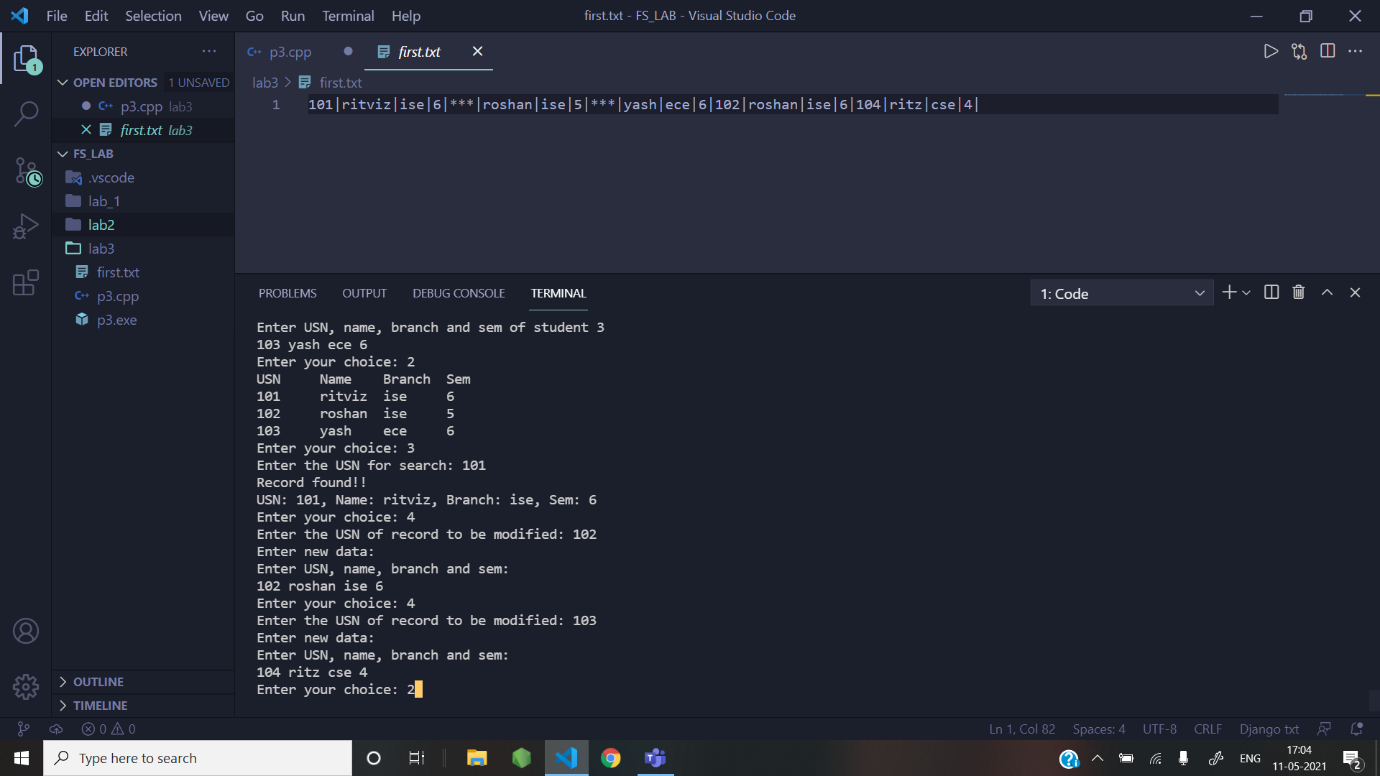 File Edit Selection View Go Run Terminal Help
first.txt - FS_LAB - Visual Studio Code
EXPLORER
OPEN EDITORS 1 UNSAVED
p3.cpp lab3
first.txt lab3
FS_LAB
.vscode
lab_1
lab2
lab3
first.txt
p3.cpp
p3.exe
OUTLINE
TIMELINE
1
p3.cpp
first.txt
lab3 > first.txt
1 101|ritviz|ise|6|***|roshan|ise|5|***|yash|ece|6|102|roshan|ise|6|104|ritz|cse|4|
PROBLEMS OUTPUT DEBUG CONSOLE TERMINAL
1: Code
Enter USN, name, branch and sem of student 3
103 yash ece 6
Enter your choice: 2
USN Name Branch Sem
101 ritviz ise 6
102 roshan ise 5
103 yash ece 6
Enter your choice: 3
Enter the USN for search: 101
Record found!!
USN: 101, Name: ritviz, Branch: ise, Sem: 6
Enter your choice: 4
Enter the USN of record to be modified: 102
Enter new data:
Enter USN, name, branch and sem:
102 roshan ise 6
Enter your choice: 4
Enter the USN of record to be modified: 103
Enter new data:
Enter USN, name, branch and sem:
104 ritz cse 4
Enter your choice: 2
0 0
Ln 1, Col 82 Spaces: 4 UTF-8 CRLF Django txt
Type here to search
ENG
17:04
11-05-2021
2